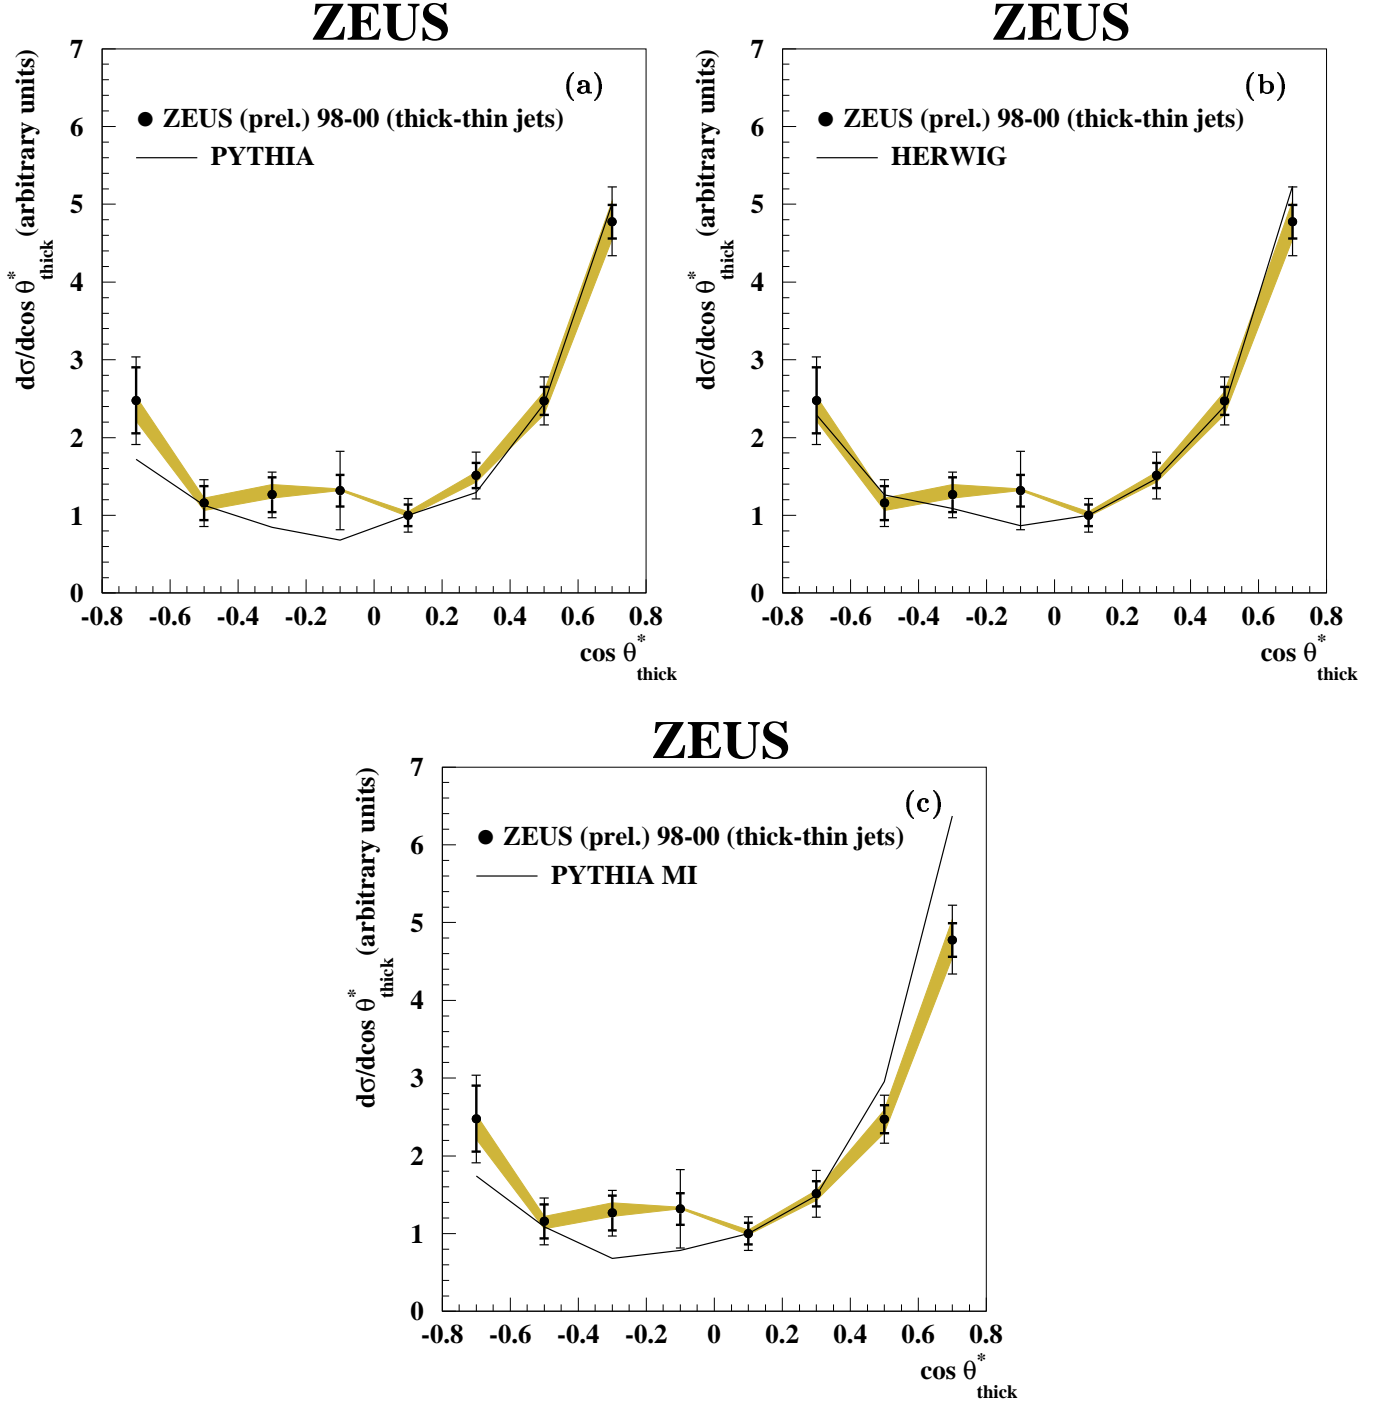 ZEUS
(a)
● ZEUS (prel.) 98-00 (thick-thin jets)
PYTHIA
dσ/dcos θ*thick (arbitrary units)
7
6
5
4
3
2
1
0
-0.8 -0.6 -0.4 -0.2 0 0.2 0.4 0.6 0.8
cos θ*thick
ZEUS
(b)
● ZEUS (prel.) 98-00 (thick-thin jets)
HERWIG
dσ/dcos θ*thick (arbitrary units)
7
6
5
4
3
2
1
0
-0.8 -0.6 -0.4 -0.2 0 0.2 0.4 0.6 0.8
cos θ*thick
ZEUS
(c)
● ZEUS (prel.) 98-00 (thick-thin jets)
PYTHIA MI
dσ/dcos θ*thick (arbitrary units)
7
6
5
4
3
2
1
0
-0.8 -0.6 -0.4 -0.2 0 0.2 0.4 0.6 0.8
cos θ*thick